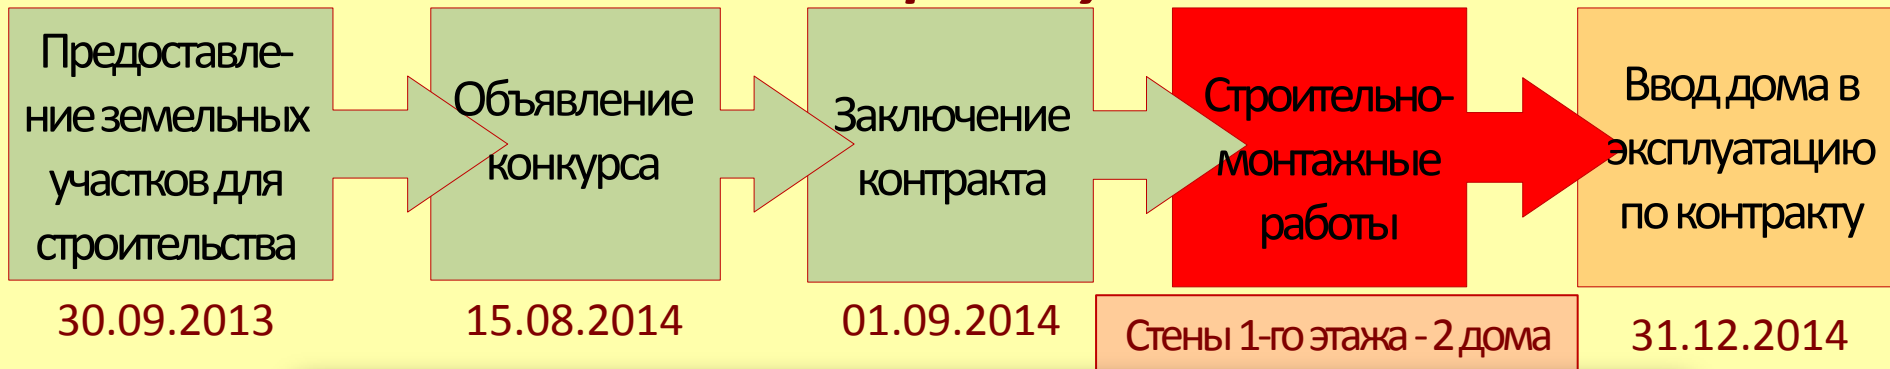 Предоставле-
ние земельных
участков для
строительства
Объявление
конкурса
Заключение
контракта
Строительно-
монтажные
работы
Ввод дома в
эксплуатацию
по контракту
30.09.2013
15.08.2014
01.09.2014
Стены 1-го этажа - 2 дома
31.12.2014